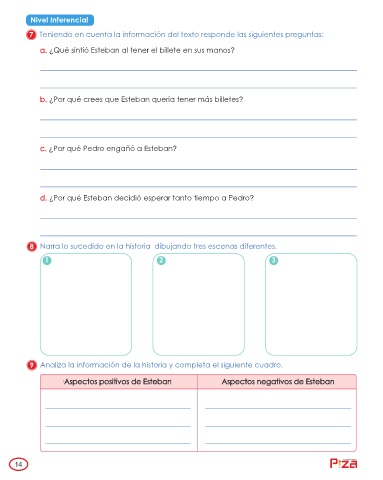 Nivel Inferencial
7 Teniendo en cuenta la información del texto responde las siguientes preguntas:
a. ¿Qué sintió Esteban al tener el billete en sus manos?
b. ¿Por qué crees que Esteban quería tener más billetes?
c. ¿Por qué Pedro engañó a Esteban?
d. ¿Por qué Esteban decidió esperar tanto tiempo a Pedro?
8 Narra lo sucedido en la historia dibujando tres escenas diferentes.
1 2 3
9 Analiza la información de la historia y completa el siguiente cuadro.
Aspectos positivos de Esteban Aspectos negativos de Esteban
14
Piza